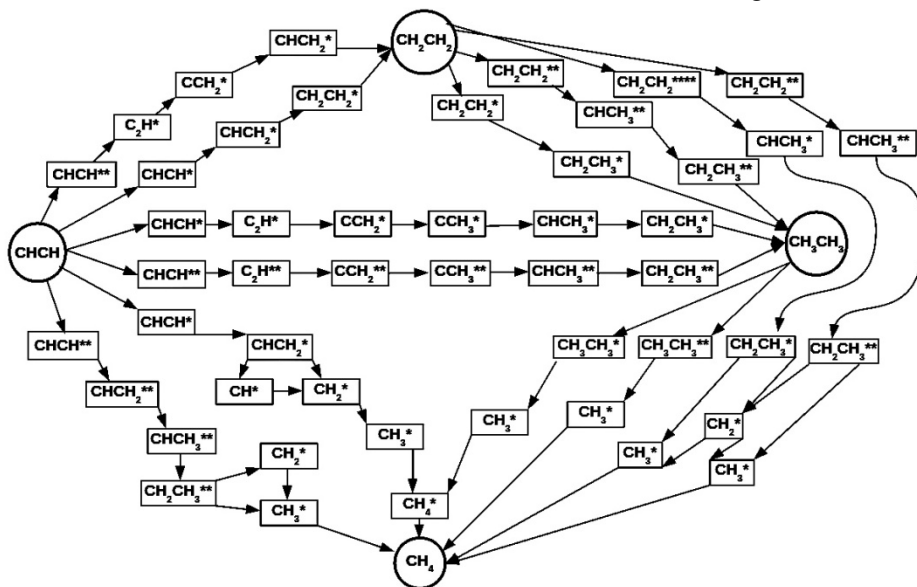 CHCH₂*
CH₂CH₂
CCH₂*
CH₂CH₂**
CH₂CH₂****
CH₂CH₂**
C₂H*
CH₂CH₂*
CH₂CH₂*
CHCH₃**
CHCH₂*
CHCH₃*
CHCH₃**
CHCH**
CHCH*
CH₂CH₃*
CH₂CH₃**
CHCH*
C₂H*
CCH₂*
CCH₃*
CHCH₃*
CH₂CH₃*
CHCH
CH₃CH₃
CHCH**
C₂H**
CCH₂**
CCH₃**
CHCH₃**
CH₂CH₃**
CHCH*
CHCH**
CHCH₂*
CH₃CH₃*
CH₃CH₃**
CH₂CH₃*
CH₂CH₃**
CHCH₂**
CH*
CH₂*
CH₃*
CH₃*
CH₂*
CHCH₃**
CH₃*
CH₃*
CH₂*
CH₃*
CH₂CH₃**
CH₃*
CH₄*
CH₄